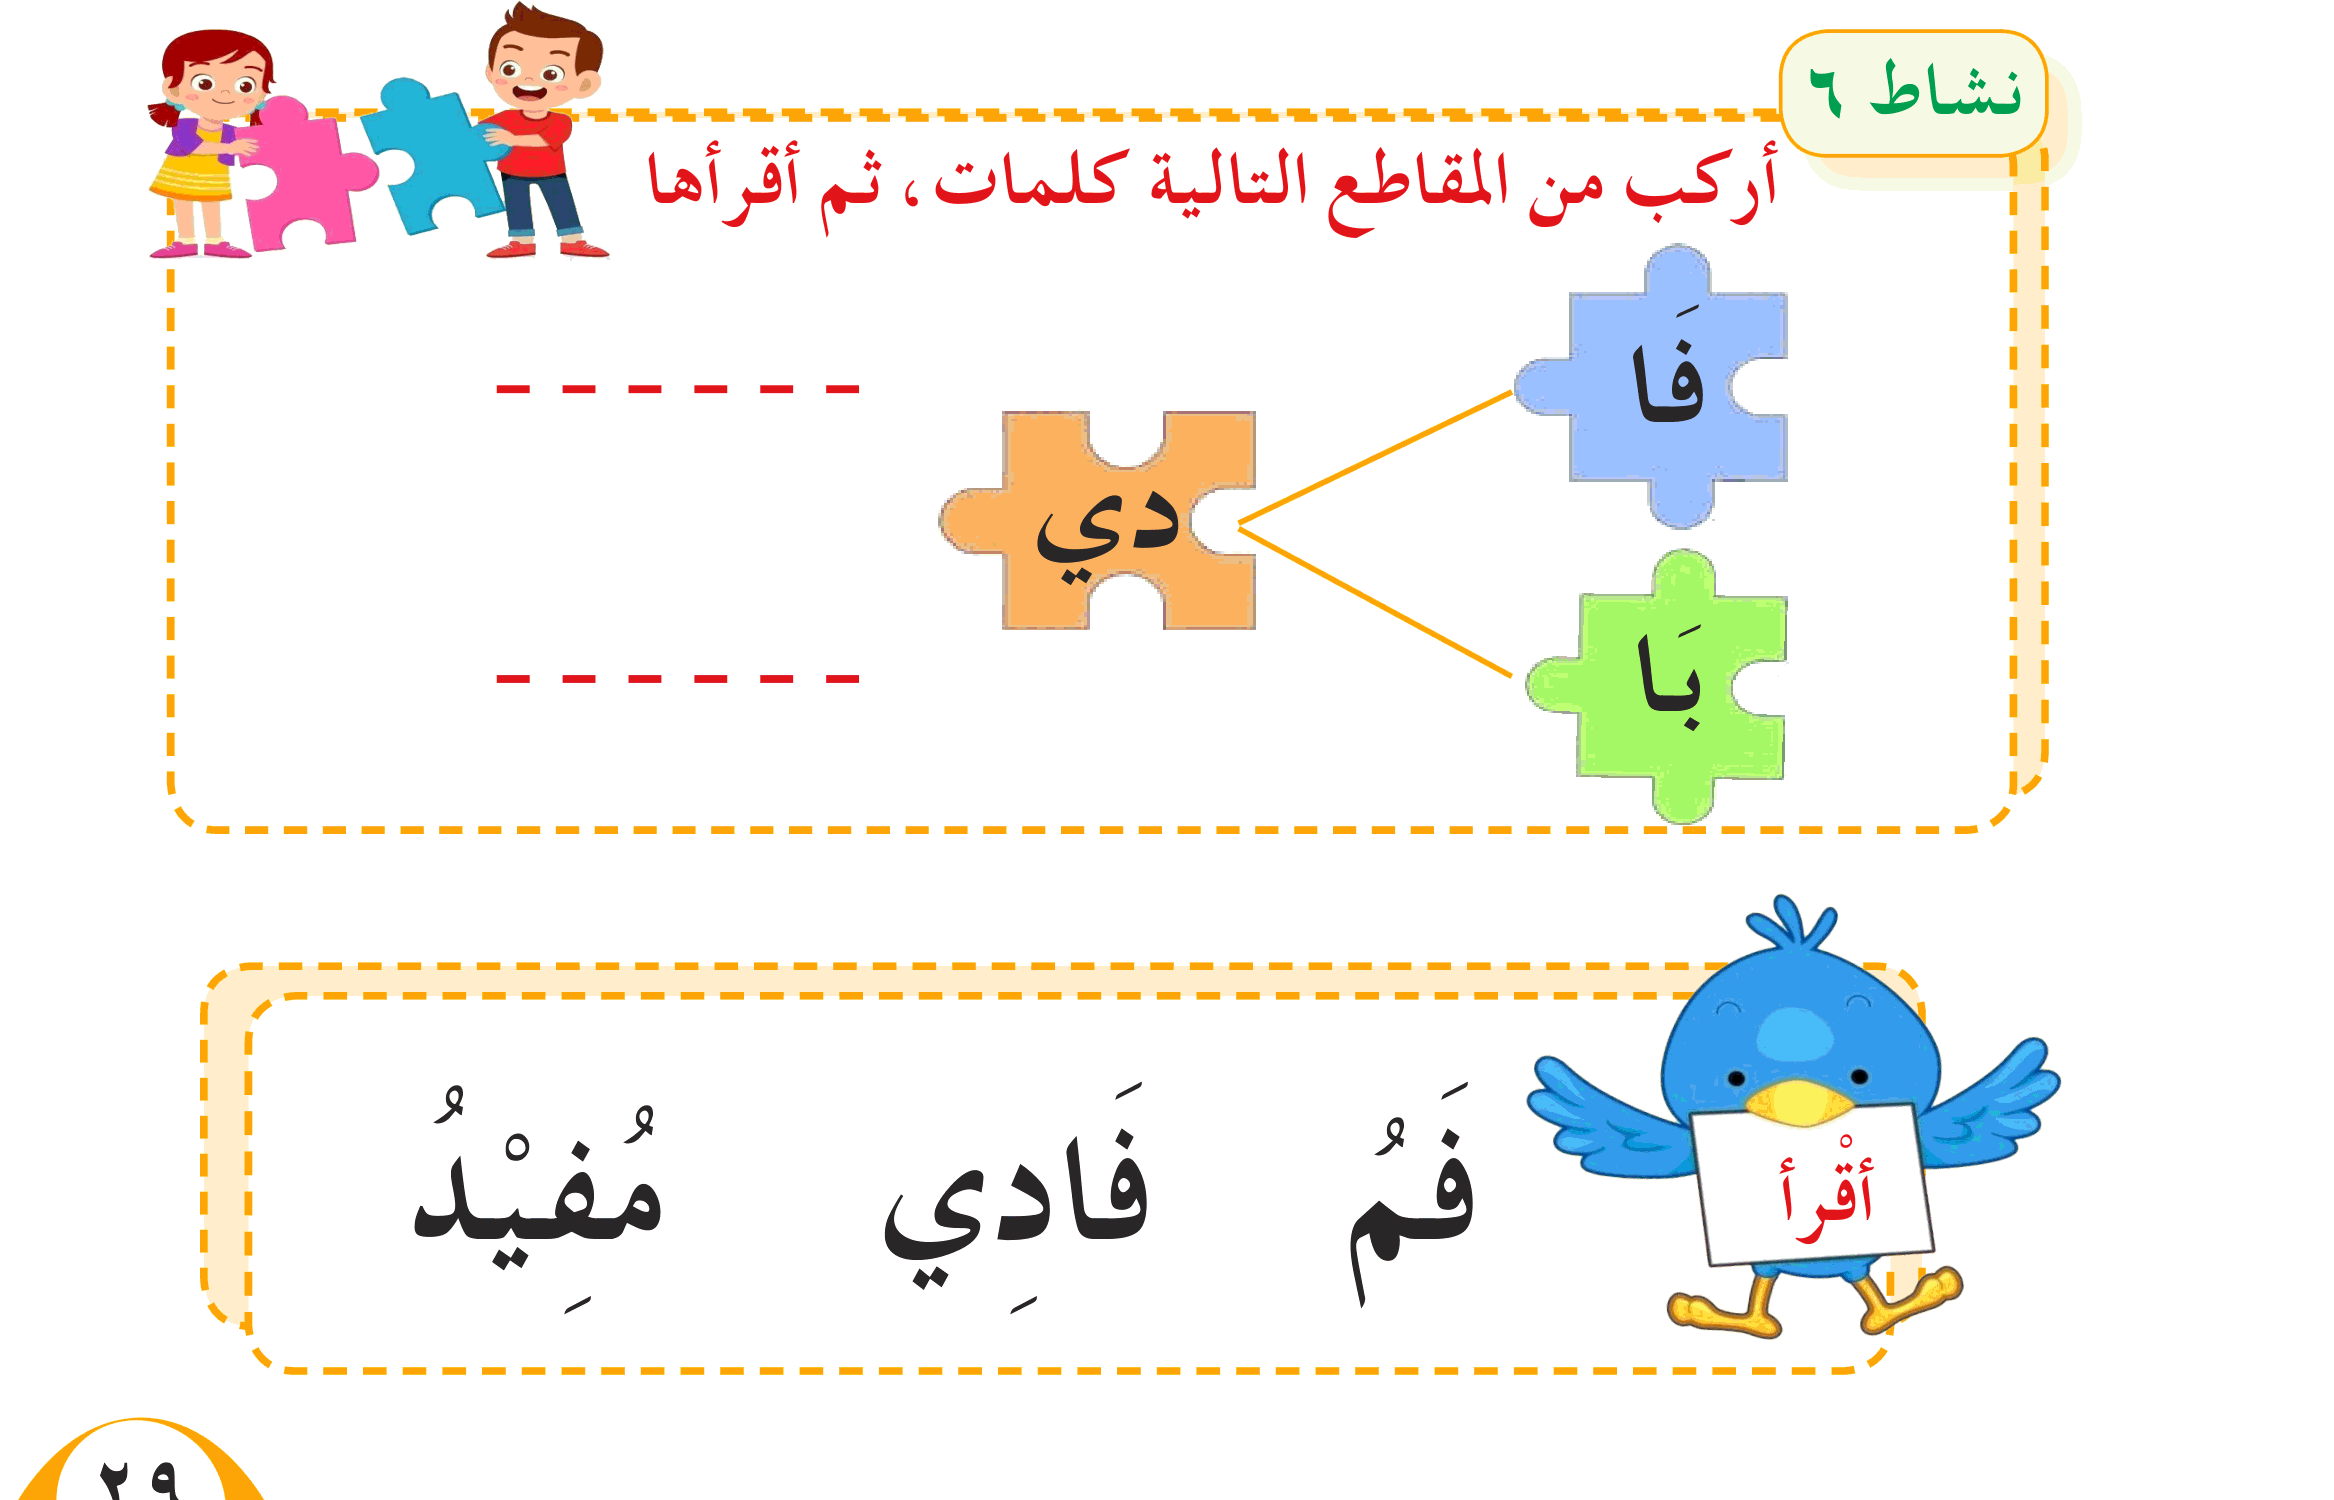 نشاط ٦
أركب من المقاطع التالية كلمات، ثم أقرأها
فَا
دي
بَا
أقْرأ
فَمُ فَادِي مُفِيْدُ
٢٩